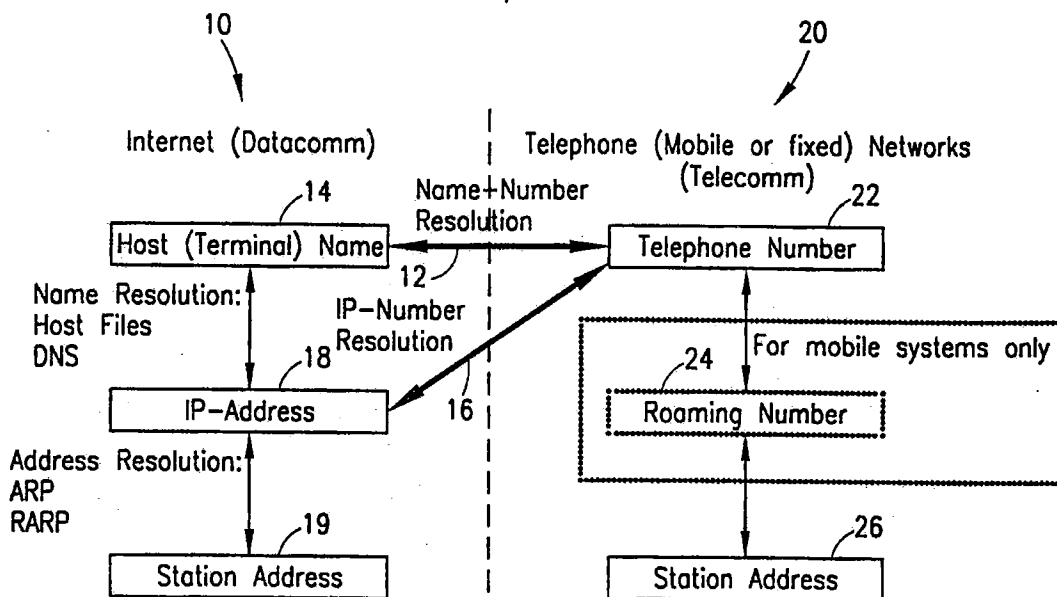 10
20
Internet (Datacomm)
Telephone (Mobile or fixed) Networks
(Telecomm)
14
Name+Number
Resolution
22
Host (Terminal) Name
12
Telephone Number
Name Resolution:
Host Files
DNS
IP-Number
Resolution
18
16
For mobile systems only
24
IP-Address
Roaming Number
Address Resolution:
ARP
RARP
19
26
Station Address
Station Address